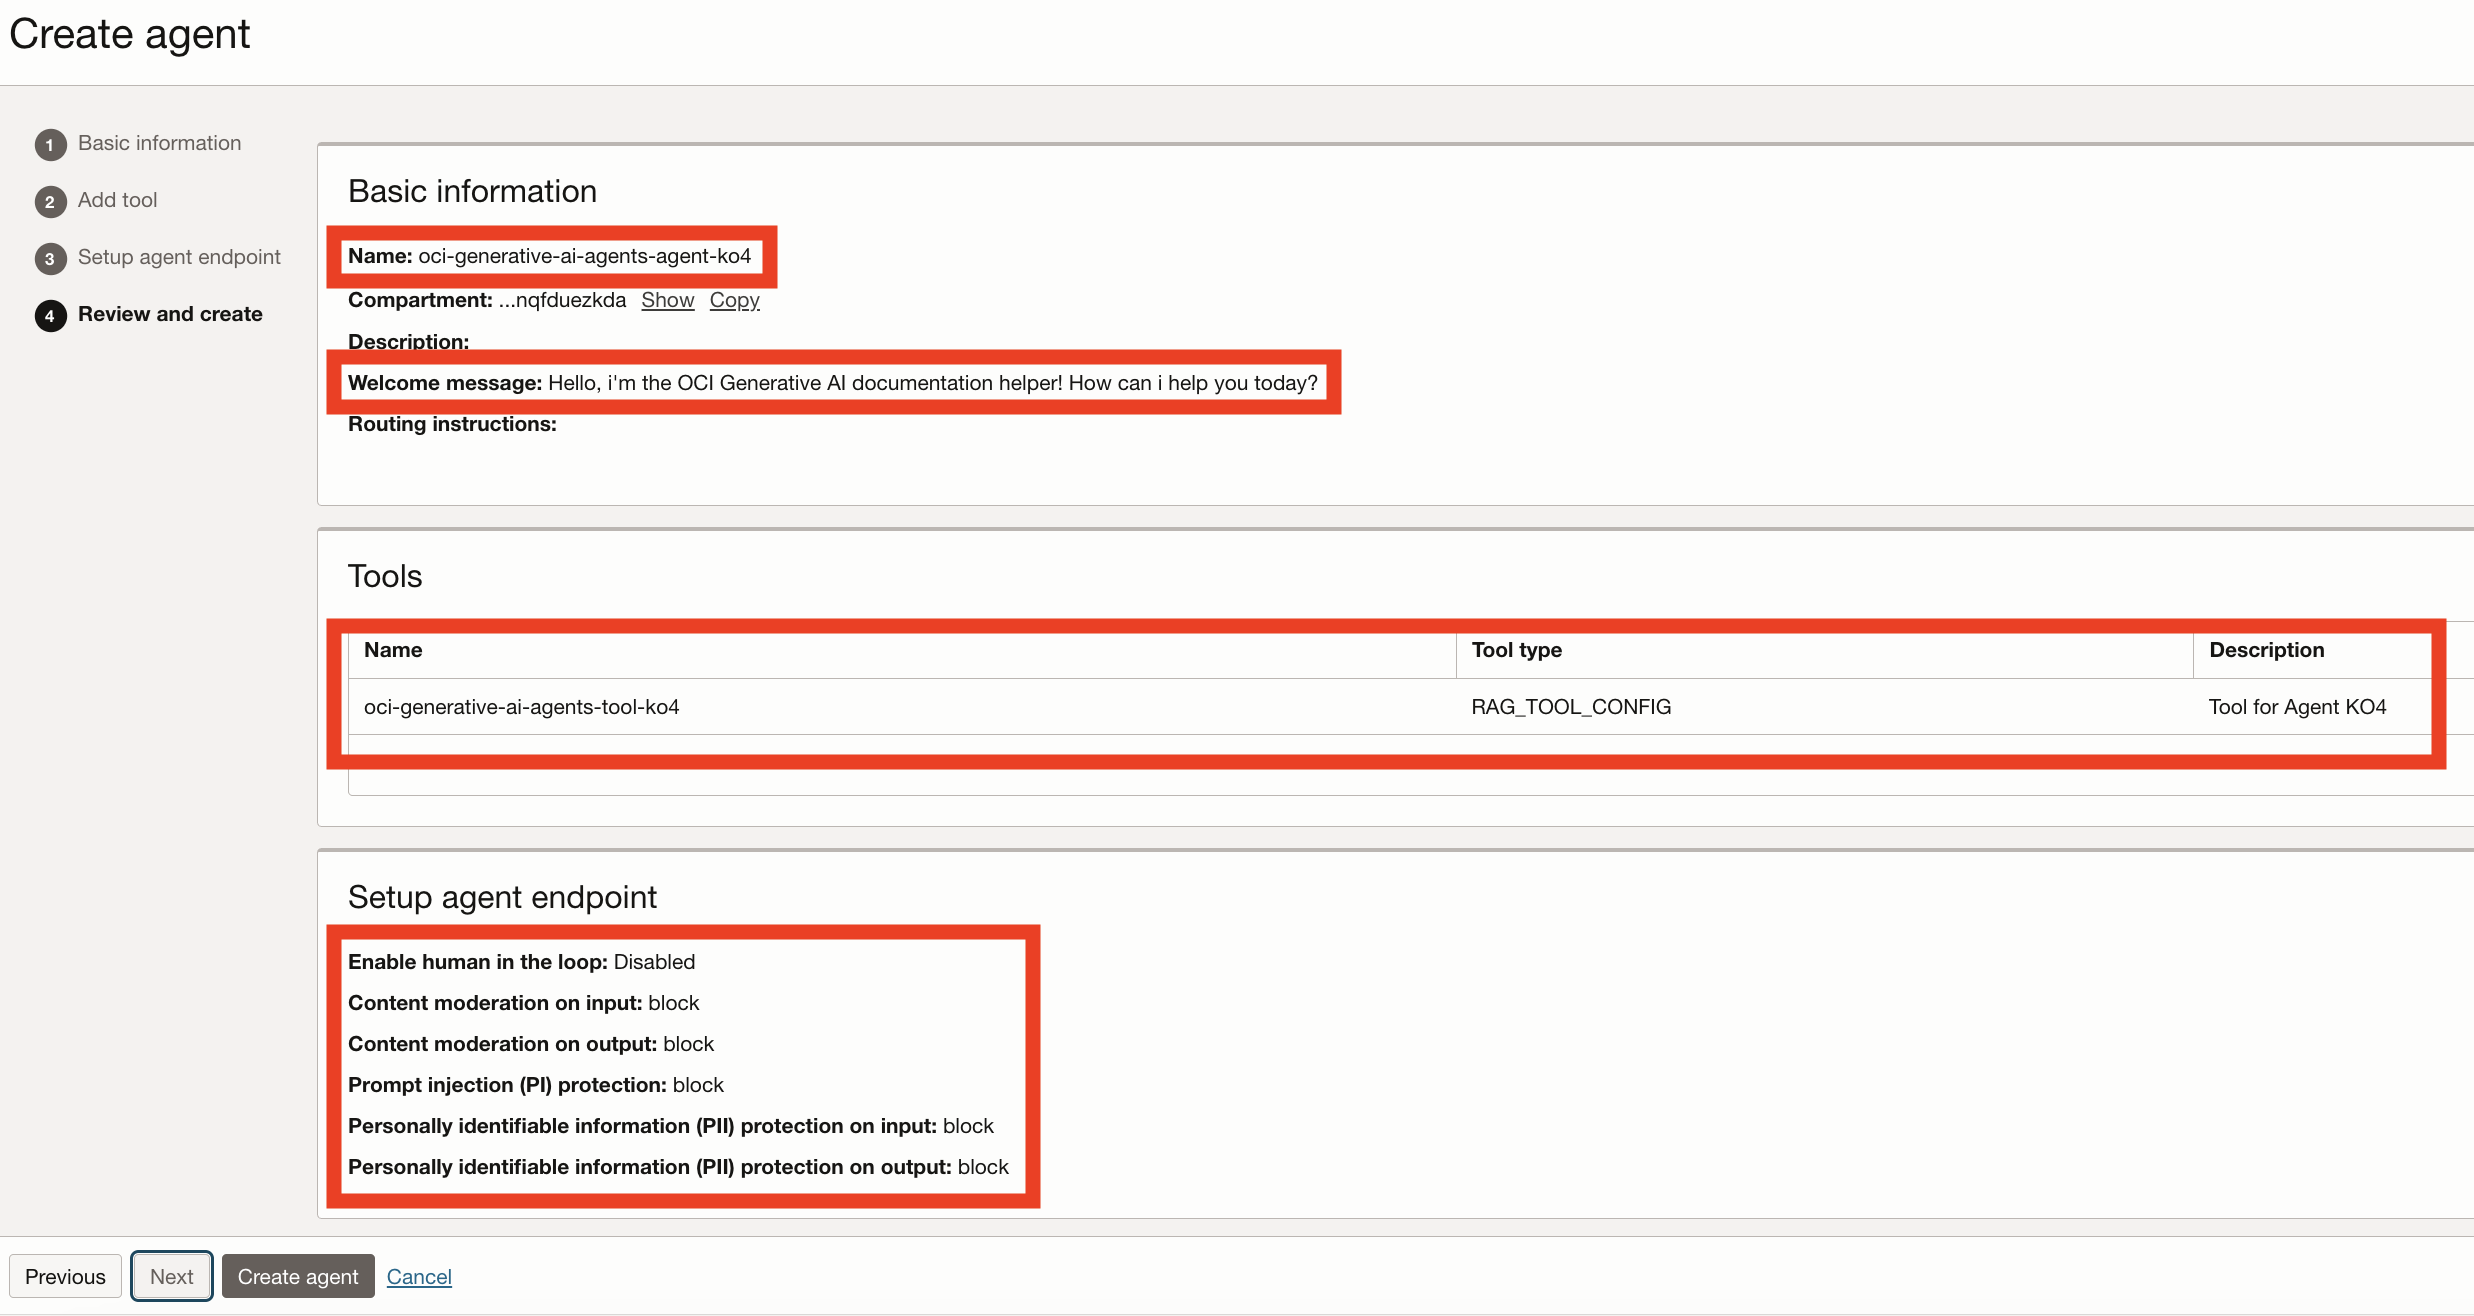 Create agent
1 Basic information
2 Add tool
3 Setup agent endpoint
4 Review and create
Basic information
Name: oci-generative-ai-agents-agent-ko4
Compartment: ...nqfduezkda Show Copy
Description:
Welcome message: Hello, i'm the OCI Generative AI documentation helper! How can i help you today?
Routing instructions:
Tools
Name Tool type Description
oci-generative-ai-agents-tool-ko4 RAG_TOOL_CONFIG Tool for Agent KO4
Setup agent endpoint
Enable human in the loop: Disabled
Content moderation on input: block
Content moderation on output: block
Prompt injection (PI) protection: block
Personally identifiable information (PII) protection on input: block
Personally identifiable information (PII) protection on output: block
Previous Next Create agent Cancel